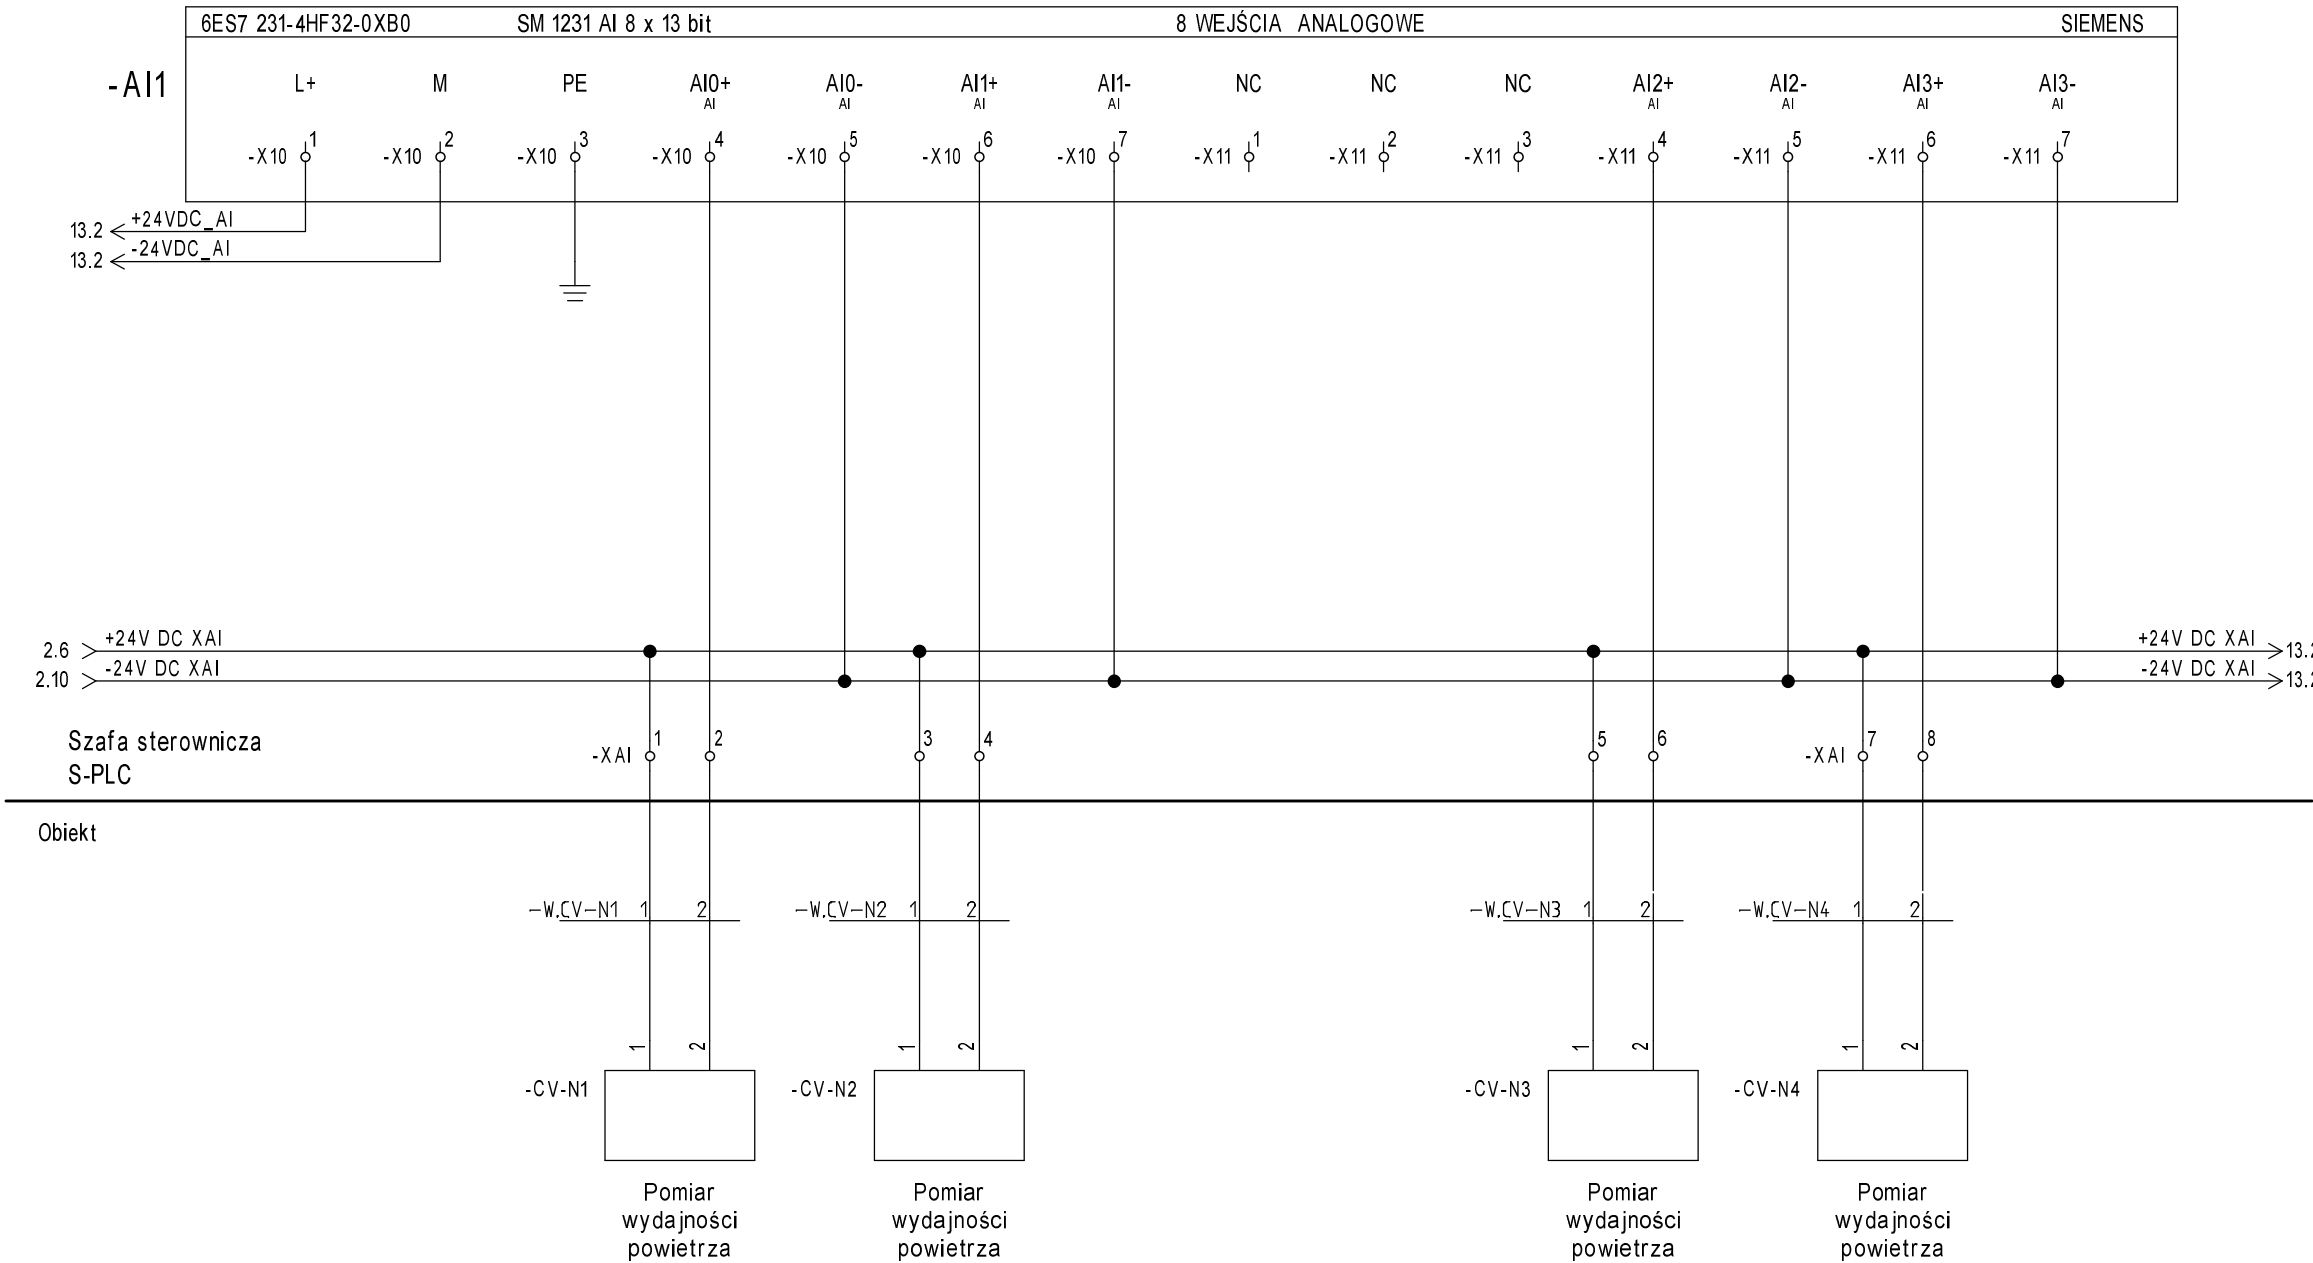 6ES7 231-4HF32-0XB0 SM 1231 AI 8 x 13 bit 8 WEJŚCIA ANALOGOWE SIEMENS
-AI1 L+ M PE AI0+ AI0- AI1+ AI1- NC NC NC AI2+ AI2- AI3+ AI3-
AI AI AI AI AI AI AI AI
1 2 3 4 5 6 7 1 2 3 4 5 6 7
-X10 -X10 -X10 -X10 -X10 -X10 -X10 -X11 -X11 -X11 -X11 -X11 -X11 -X11
13.2 +24VDC_AI
13.2 -24VDC_AI
2.6 +24V DC XAI +24V DC XAI 13.2
2.10 -24V DC XAI -24V DC XAI 13.2
Szafa sterownicza
S-PLC
-XAI 1 2 3 4 5 6 -XAI 7 8
Obiekt
-W.CV-N1 1 2 -W.CV-N2 1 2 -W.CV-N3 1 2 -W.CV-N4 1 2
1 2 1 2 1 2 1 2
-CV-N1 -CV-N2 -CV-N3 -CV-N4
Pomiar
wydajności
powietrza
Pomiar
wydajności
powietrza
Pomiar
wydajności
powietrza
Pomiar
wydajności
powietrza